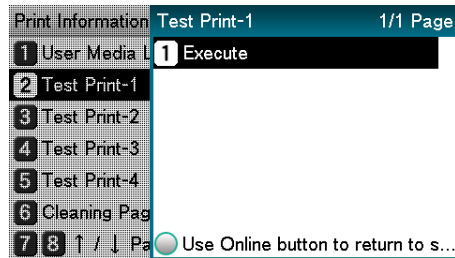 Print Information
1 User Media L
2 Test Print-1
3 Test Print-2
4 Test Print-3
5 Test Print-4
6 Cleaning Pag
7 8 ↑ / ↓ Pa
Test Print-1 1/1 Page
1 Execute
Use Online button to return to s...